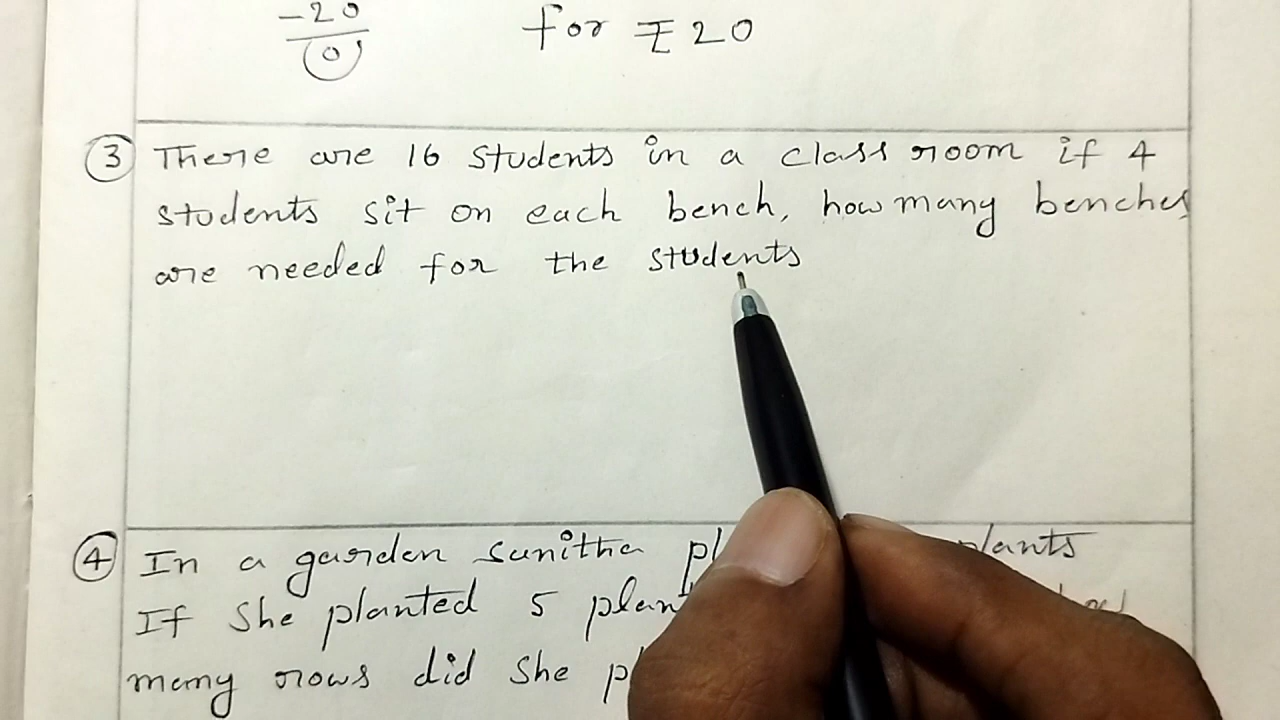 -20
for ₹ 20
0
3 There are 16 students in a class room if 4
students sit on each bench, how many benches
are needed for the students
4 In a garden sunitha plants
If She planted 5
many rows did she